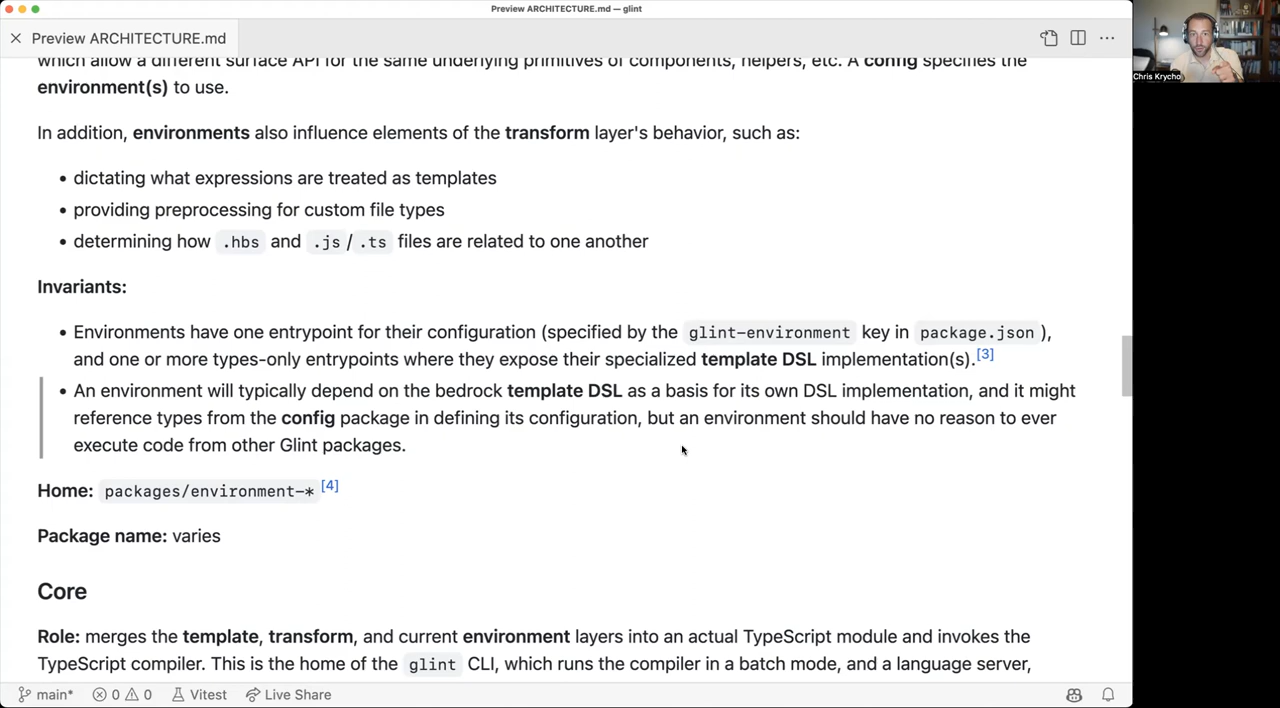 Preview ARCHITECTURE.md — glint
Preview ARCHITECTURE.md
which allow a different surface API for the same underlying primitives of components, helpers, etc. A config specifies the
environment(s) to use.
In addition, environments also influence elements of the transform layer's behavior, such as:
• dictating what expressions are treated as templates
• providing preprocessing for custom file types
• determining how .hbs and .js / .ts files are related to one another
Invariants:
• Environments have one entrypoint for their configuration (specified by the glint-environment key in package.json ),
and one or more types-only entrypoints where they expose their specialized template DSL implementation(s).[3]
• An environment will typically depend on the bedrock template DSL as a basis for its own DSL implementation, and it might
reference types from the config package in defining its configuration, but an environment should have no reason to ever
execute code from other Glint packages.
Home: packages/environment-* [4]
Package name: varies
Core
Role: merges the template, transform, and current environment layers into an actual TypeScript module and invokes the
TypeScript compiler. This is the home of the glint CLI, which runs the compiler in a batch mode, and a language server,
main* 0 0 Vitest Live Share
Chris Krycho